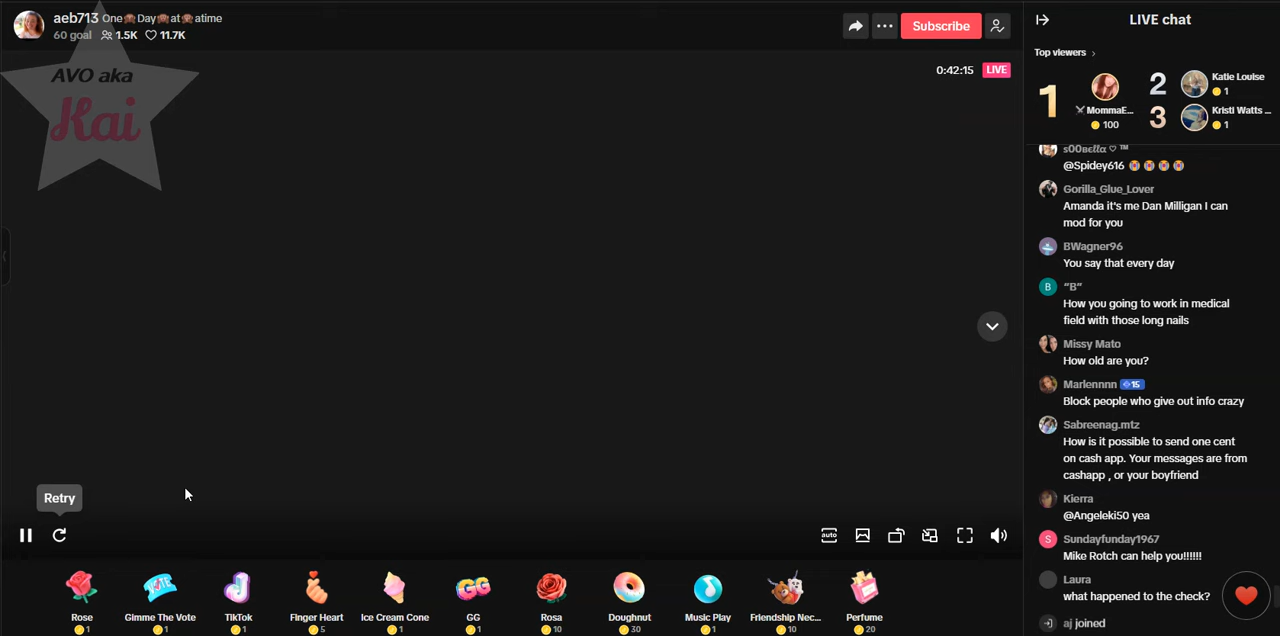 aeb713 One🙈Day🙈at🙈atime
60 goal 1.5K 11.7K
Subscribe
AVO aka
Kai
0:42:15 LIVE
Retry
auto
Rose
1
Gimme The Vote
1
TikTok
1
Finger Heart
5
Ice Cream Cone
1
GG
1
Rosa
10
Doughnut
30
Music Play
1
Friendship Nec...
10
Perfume
20
LIVE chat
Top viewers
1
MommaE...
100
2
Katie Louise
1
3
Kristi Watts ...
1
s00вєℓℓα ♡ ™
@Spidey616
Gorilla_Glue_Lover
Amanda it's me Dan Milligan I can
mod for you
BWagner96
You say that every day
B "B"
How you going to work in medical
field with those long nails
Missy Mato
How old are you?
Marlennnn 15
Block people who give out info crazy
Sabreenag.mtz
How is it possible to send one cent
on cash app. Your messages are from
cashapp , or your boyfriend
Kierra
@Angeleki50 yea
S Sundayfunday1967
Mike Rotch can help you!!!!!!
Laura
what happened to the check?
aj joined